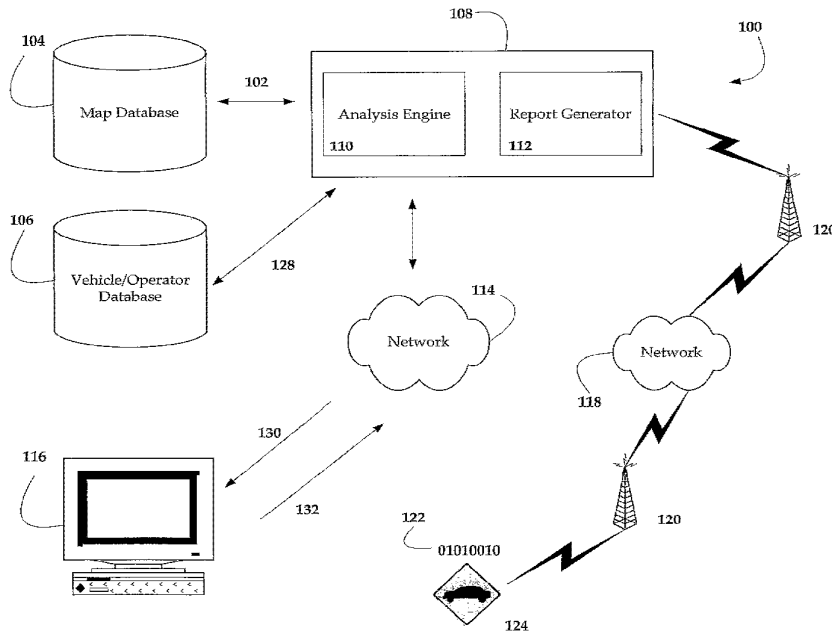 108
100
104
102
Map Database
Analysis Engine
Report Generator
110
112
106
120
128
Vehicle/Operator
Database
114
Network
Network
118
130
116
132
122
120
01010010
124